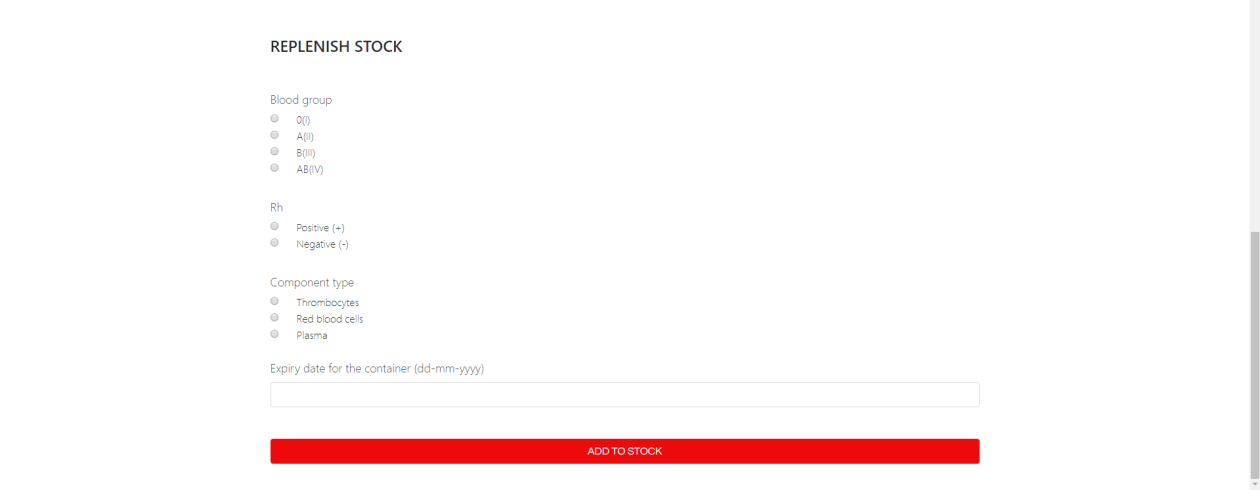 REPLENISH STOCK
Blood group
0(I)
A(II)
B(III)
AB(IV)
Rh
Positive (+)
Negative (-)
Component type
Thrombocytes
Red blood cells
Plasma
Expiry date for the container (dd-mm-yyyy)
ADD TO STOCK